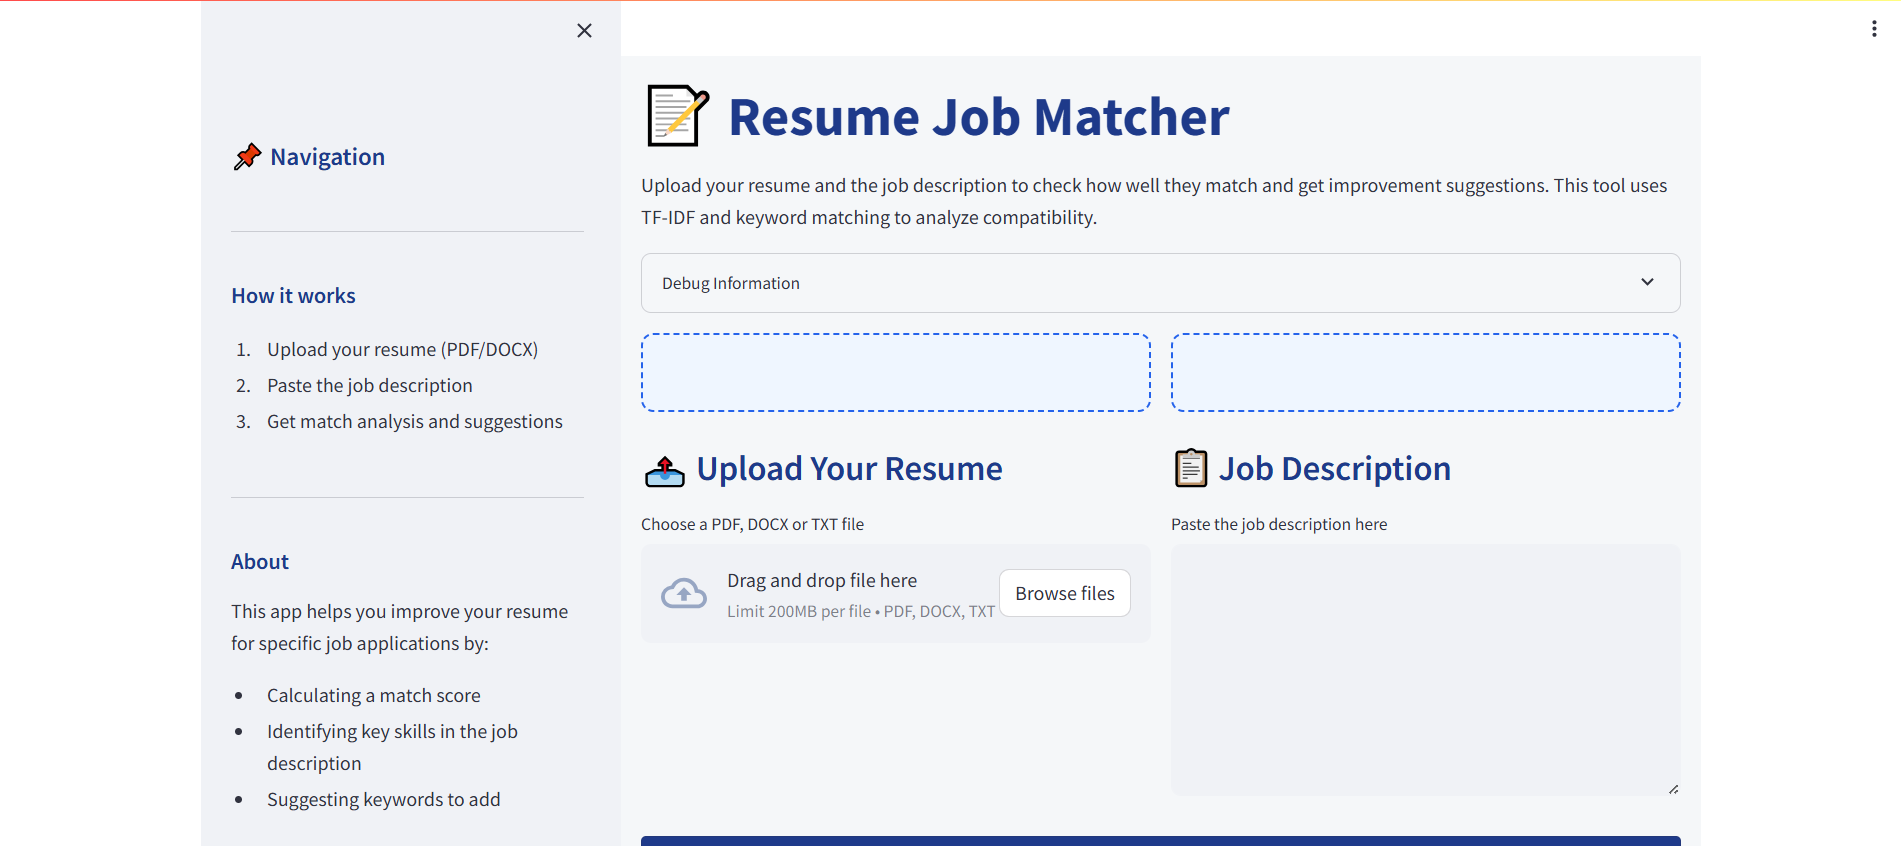 Navigation
How it works
1. Upload your resume (PDF/DOCX)
2. Paste the job description
3. Get match analysis and suggestions
About
This app helps you improve your resume
for specific job applications by:
• Calculating a match score
• Identifying key skills in the job
description
• Suggesting keywords to add
Resume Job Matcher
Upload your resume and the job description to check how well they match and get improvement suggestions. This tool uses
TF-IDF and keyword matching to analyze compatibility.
Debug Information
Upload Your Resume
Choose a PDF, DOCX or TXT file
Drag and drop file here
Limit 200MB per file • PDF, DOCX, TXT
Browse files
Job Description
Paste the job description here